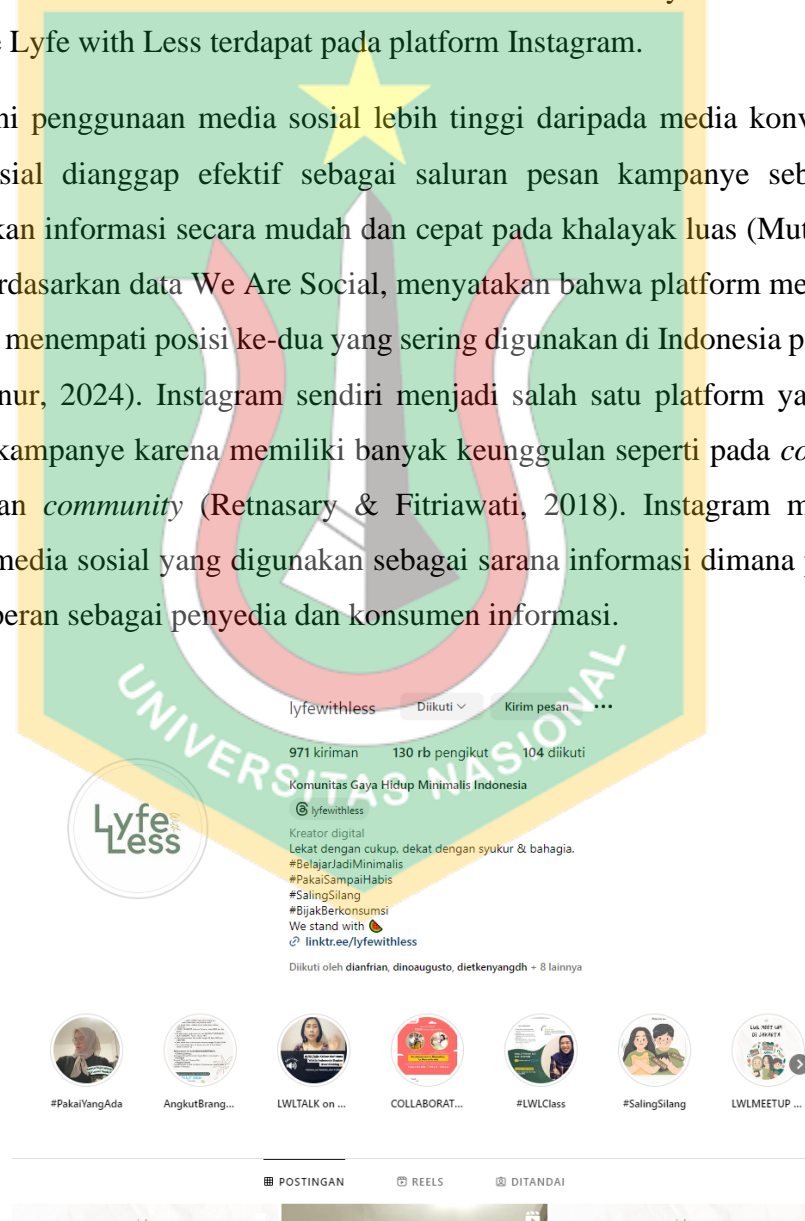 Lyfe with Less terdapat pada platform Instagram.
ni penggunaan media sosial lebih tinggi daripada media konv
sial dianggap efektif sebagai saluran pesan kampanye seb
kan informasi secara mudah dan cepat pada khalayak luas (Mut
rdasarkan data We Are Social, menyatakan bahwa platform me
menempati posisi ke-dua yang sering digunakan di Indonesia p
nur, 2024). Instagram sendiri menjadi salah satu platform ya
kampanye karena memiliki banyak keunggulan seperti pada co
an community (Retnasary & Fitriawati, 2018). Instagram m
media sosial yang digunakan sebagai sarana informasi dimana
peran sebagai penyedia dan konsumen informasi.
UNIVERSITAS NASIONAL
lyfewithless Diikuti Kirim pesan
971 kiriman 130 rb pengikut 104 diikuti
Komunitas Gaya Hidup Minimalis Indonesia
lyfewithless
Lyfe with
Less
Kreator digital
Lekat dengan cukup, dekat dengan syukur & bahagia.
#BelajarJadiMinimalis
#PakaiSampaiHabis
#SalingSilang
#BijakBerkonsumsi
We stand with 🍉
linktr.ee/lyfewithless
Diikuti oleh dianfrian, dinoaugusto, dietkenyangdh + 8 lainnya
LWL MEET UP
DI JAKARTA
#PakaiYangAda AngkutBrang... LWLTALK on ... COLLABORAT... #LWLClass #SalingSilang LWLMEETUP ...
POSTINGAN REELS DITANDAI